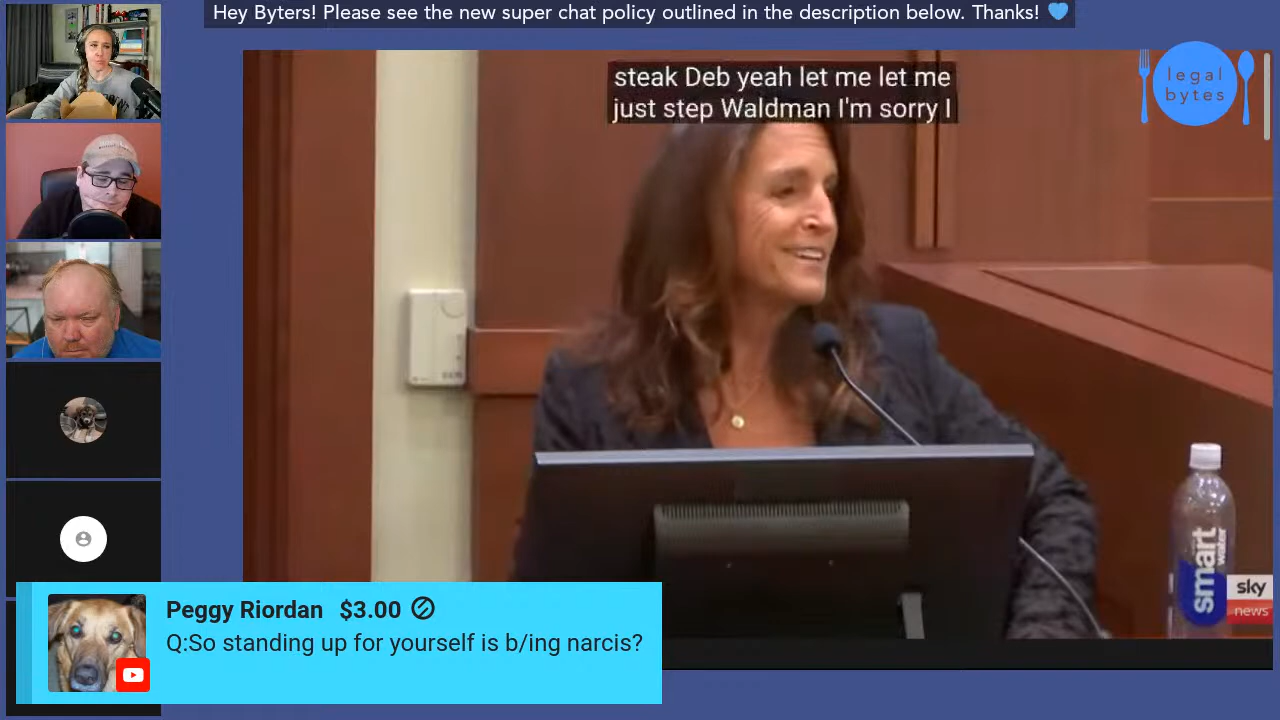 Hey Byters! Please see the new super chat policy outlined in the description below. Thanks! 💙
legal
bytes
steak Deb yeah let me let me
just step Waldman I'm sorry I
smart
water
sky
news
Peggy Riordan $3.00
Q:So standing up for yourself is b/ing narcis?